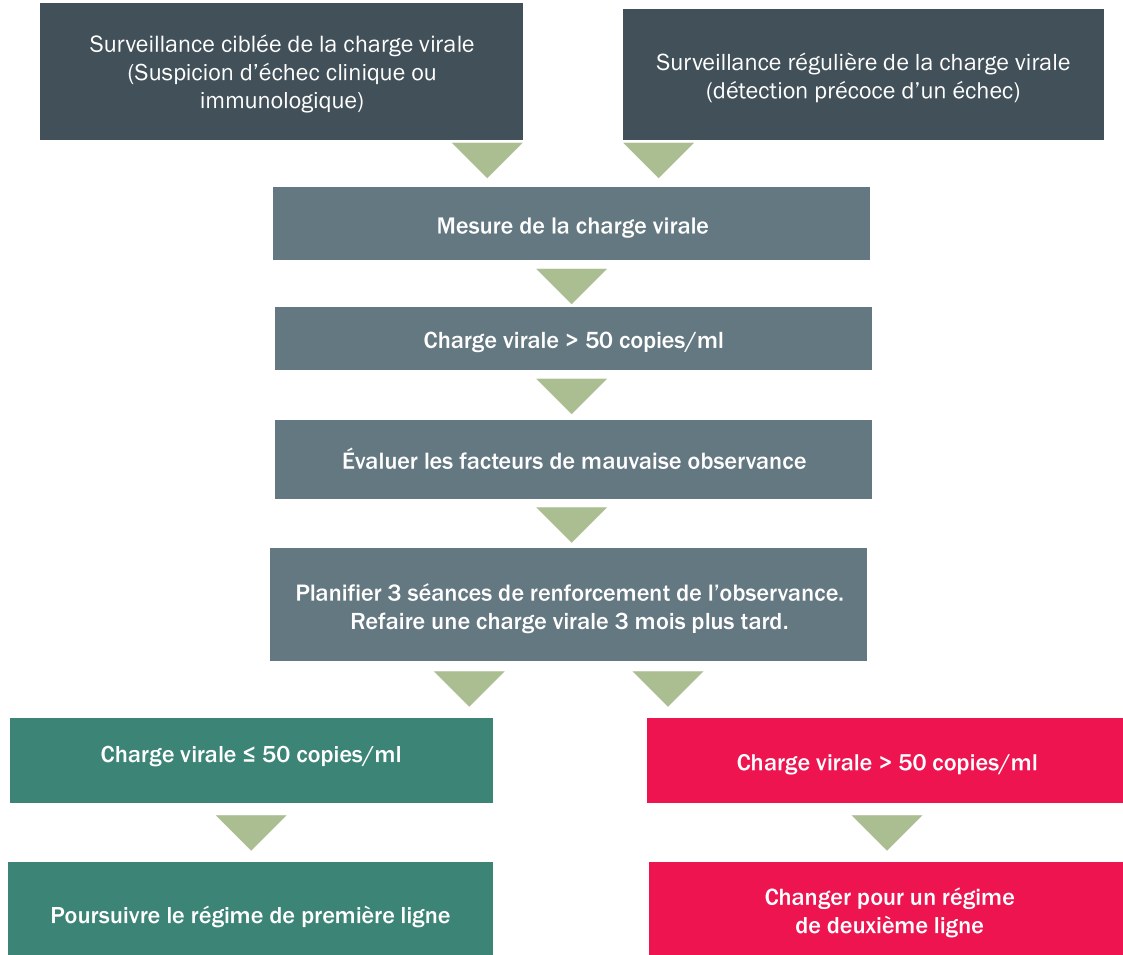 Surveillance ciblée de la charge virale
(Suspicion d’échec clinique ou
immunologique)
Surveillance régulière de la charge virale
(détection précoce d’un échec)
Mesure de la charge virale
Charge virale > 50 copies/ml
Évaluer les facteurs de mauvaise observance
Planifier 3 séances de renforcement de l’observance.
Refaire une charge virale 3 mois plus tard.
Charge virale ≤ 50 copies/ml
Charge virale > 50 copies/ml
Poursuivre le régime de première ligne
Changer pour un régime
de deuxième ligne